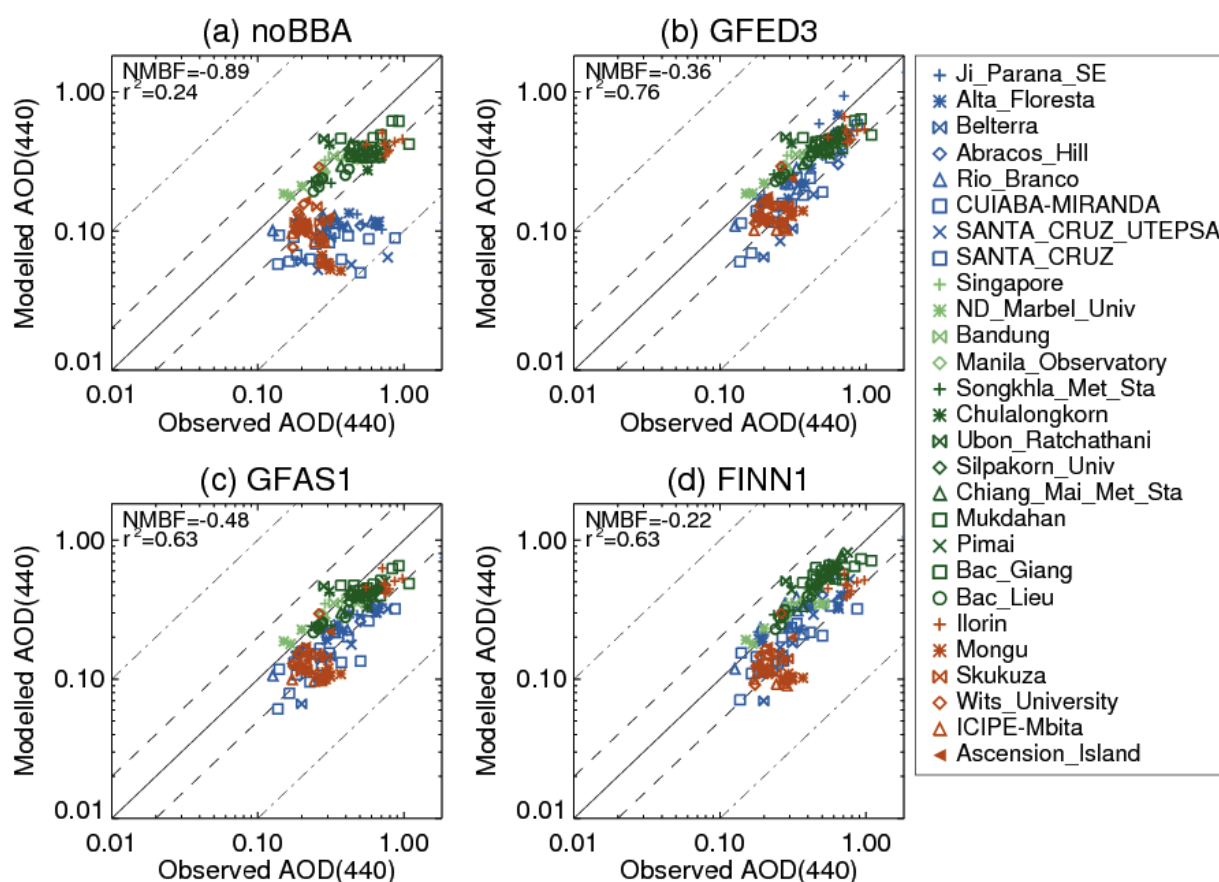 (a) noBBA
NMBF=-0.89
r²=0.24
1.00
0.10
0.01
Modelled AOD(440)
0.01 0.10 1.00
Observed AOD(440)
(b) GFED3
NMBF=-0.36
r²=0.76
1.00
0.10
0.01
Modelled AOD(440)
0.01 0.10 1.00
Observed AOD(440)
(c) GFAS1
NMBF=-0.48
r²=0.63
1.00
0.10
0.01
Modelled AOD(440)
0.01 0.10 1.00
Observed AOD(440)
(d) FINN1
NMBF=-0.22
r²=0.63
1.00
0.10
0.01
Modelled AOD(440)
0.01 0.10 1.00
Observed AOD(440)
Ji_Parana_SE
Alta_Floresta
Belterra
Abracos_Hill
Rio_Branco
CUIABA-MIRANDA
SANTA_CRUZ_UTEPSA
SANTA_CRUZ
Singapore
ND_Marbel_Univ
Bandung
Manila_Observatory
Songkhla_Met_Sta
Chulalongkorn
Ubon_Ratchathani
Silpakorn_Univ
Chiang_Mai_Met_Sta
Mukdahan
Pimai
Bac_Giang
Bac_Lieu
Ilorin
Mongu
Skukuza
Wits_University
ICIPE-Mbita
Ascension_Island